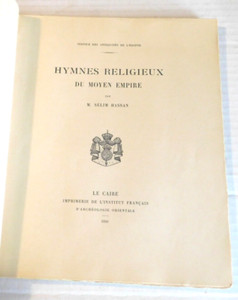 SERVICE DES ANTIQUITÉS DE L'ÉGYPTE
HYMNES RELIGIEUX
DU MOYEN EMPIRE
PAR
M. SÉLIM HASSAN
LE CAIRE
IMPRIMERIE DE L'INSTITUT FRANÇAIS
D'ARCHÉOLOGIE ORIENTALE